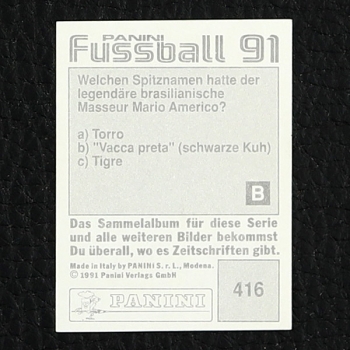 PANINI
Fussball 91
Welchen Spitznamen hatte der
legendäre brasilianische
Masseur Mario Americo?
a) Torro
b) "Vacca preta" (schwarze Kuh)
c) Tigre
B
Das Sammelalbum für diese Serie
und alle weiteren Bilder bekommst
Du überall, wo es Zeitschriften gibt.
Made in Italy by PANINI S. r. L., Modena.
© 1991 Panini Verlags GmbH
PANINI
416